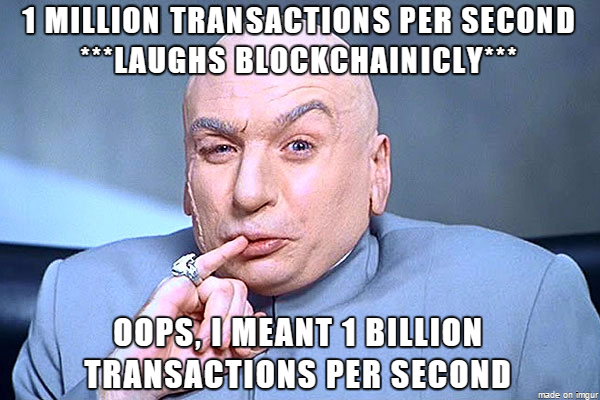 1 MILLION TRANSACTIONS PER SECOND
***LAUGHS BLOCKCHAINICLY***
OOPS, I MEANT 1 BILLION
TRANSACTIONS PER SECOND
made on imgur